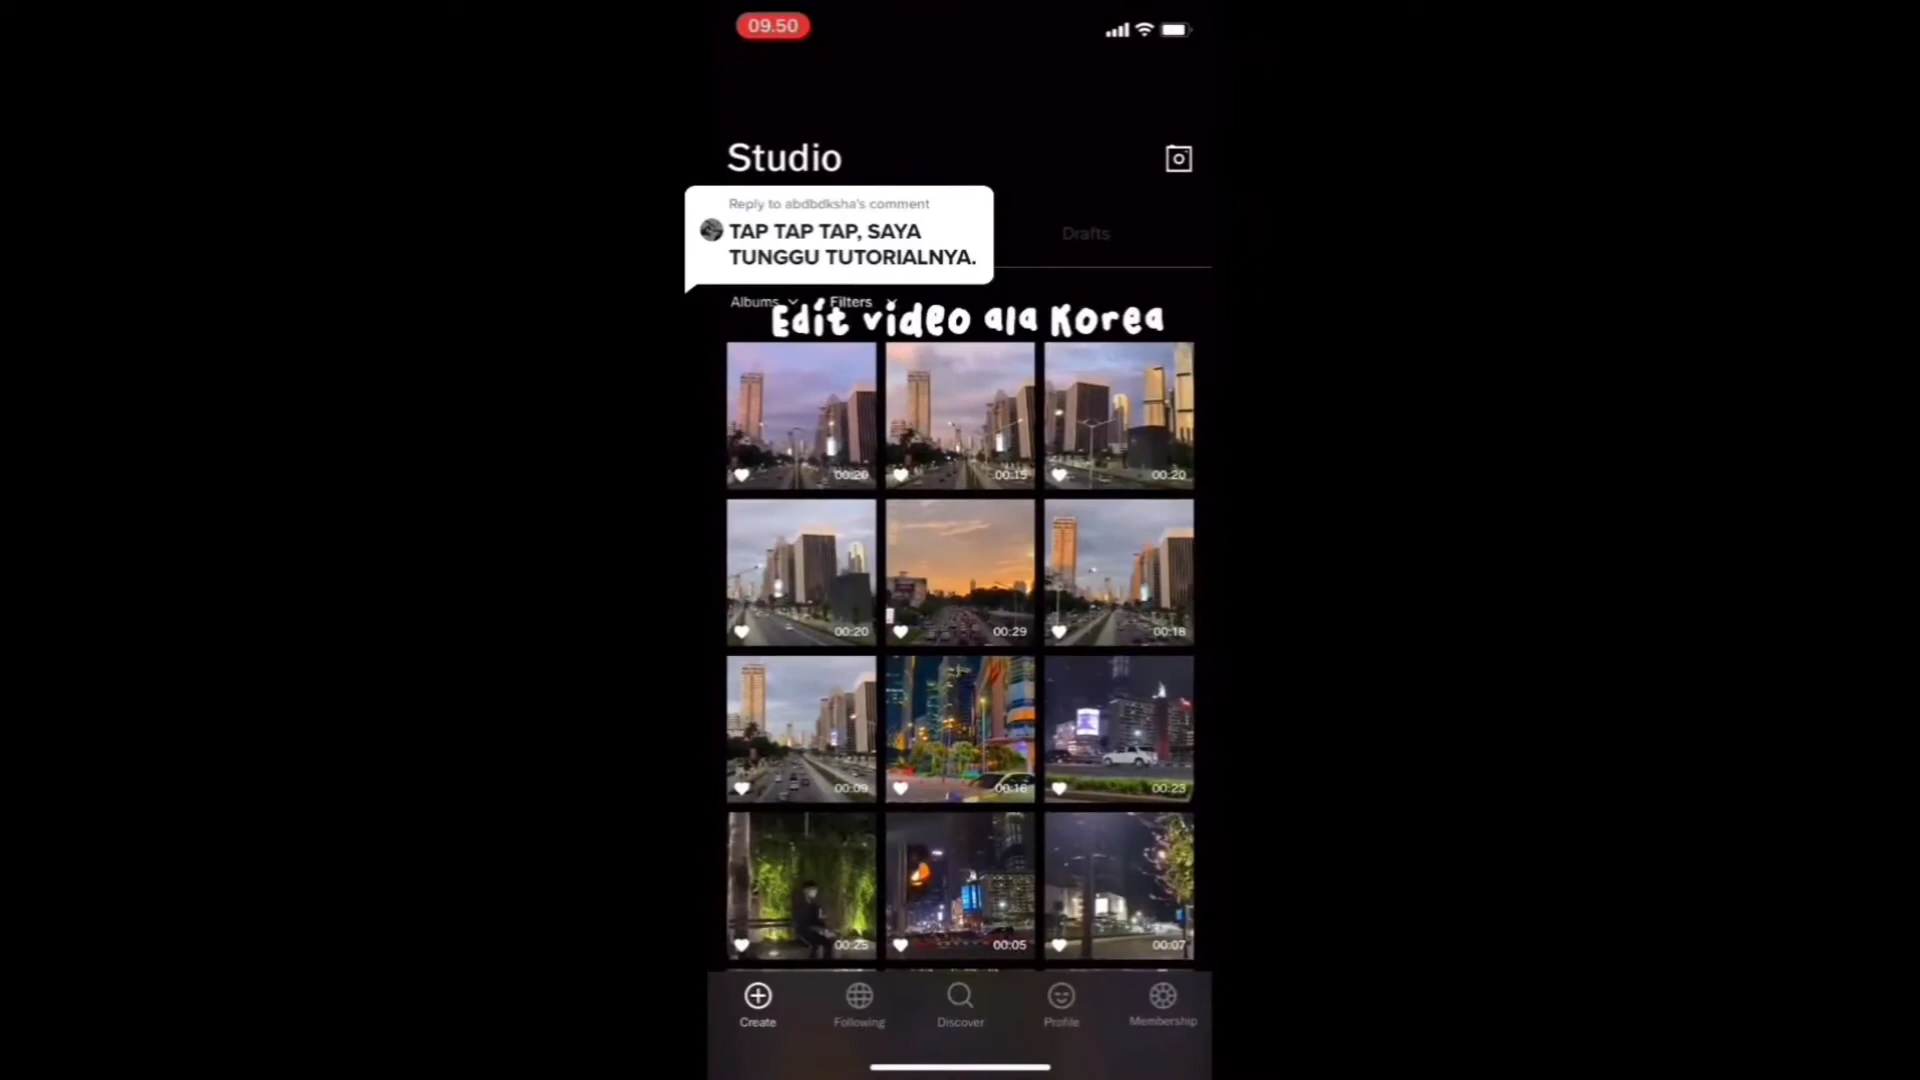 09.50
Studio
Reply to abdbdksha's comment
TAP TAP TAP, SAYA
TUNGGU TUTORIALNYA.
Drafts
Albums
Filters
Edit video ala Korea
00:20
00:15
00:20
00:20
00:29
00:18
00:09
00:16
00:23
00:25
00:05
00:07
Create
Following
Discover
Profile
Membership